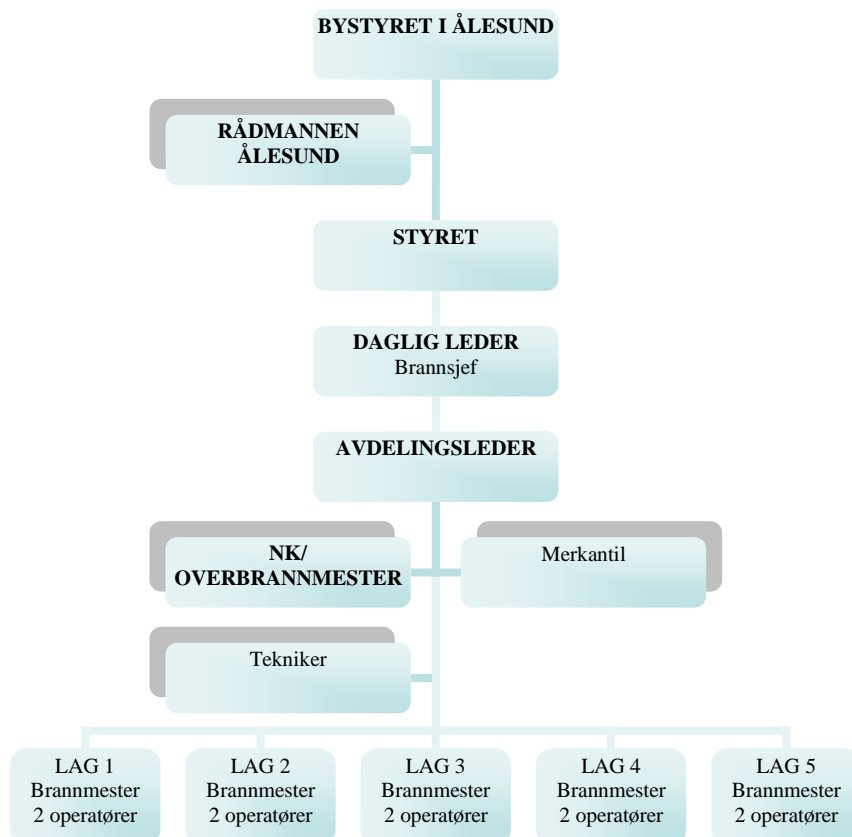 BYSTYRET I ÅLESUND
RÅDMANNEN
ÅLESUND
STYRET
DAGLIG LEDER
Brannsjef
AVDELINGSLEDER
NK/
OVERBRANNMESTER
Merkantil
Tekniker
LAG 1
Brannmester
2 operatører
LAG 2
Brannmester
2 operatører
LAG 3
Brannmester
2 operatører
LAG 4
Brannmester
2 operatører
LAG 5
Brannmester
2 operatører